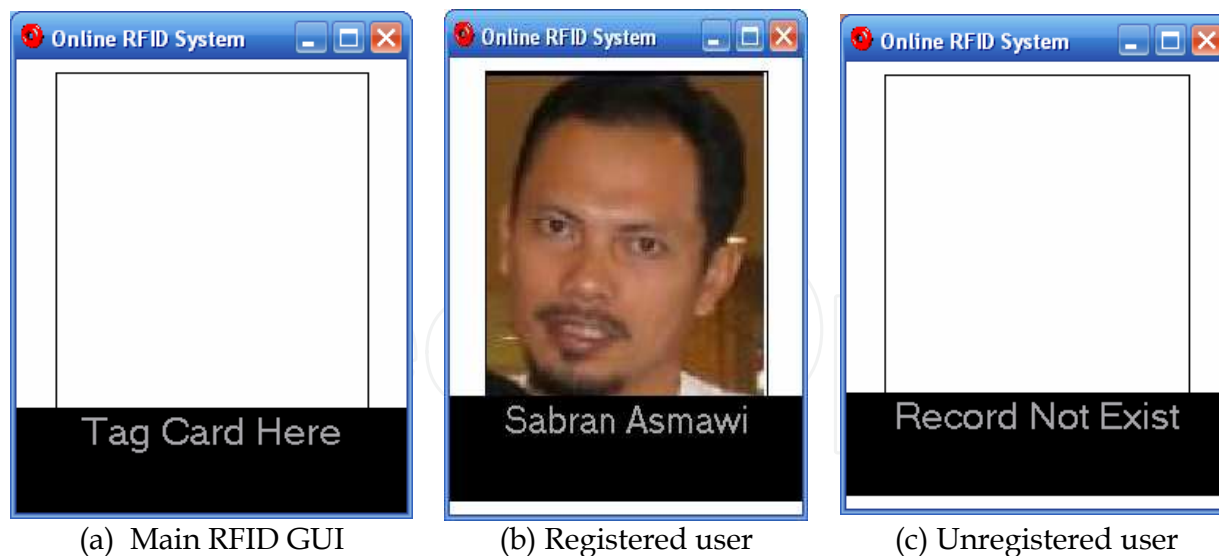 Online RFID System
Online RFID System
Online RFID System
Tag Card Here
Sabran Asmawi
Record Not Exist
(a) Main RFID GUI
(b) Registered user
(c) Unregistered user